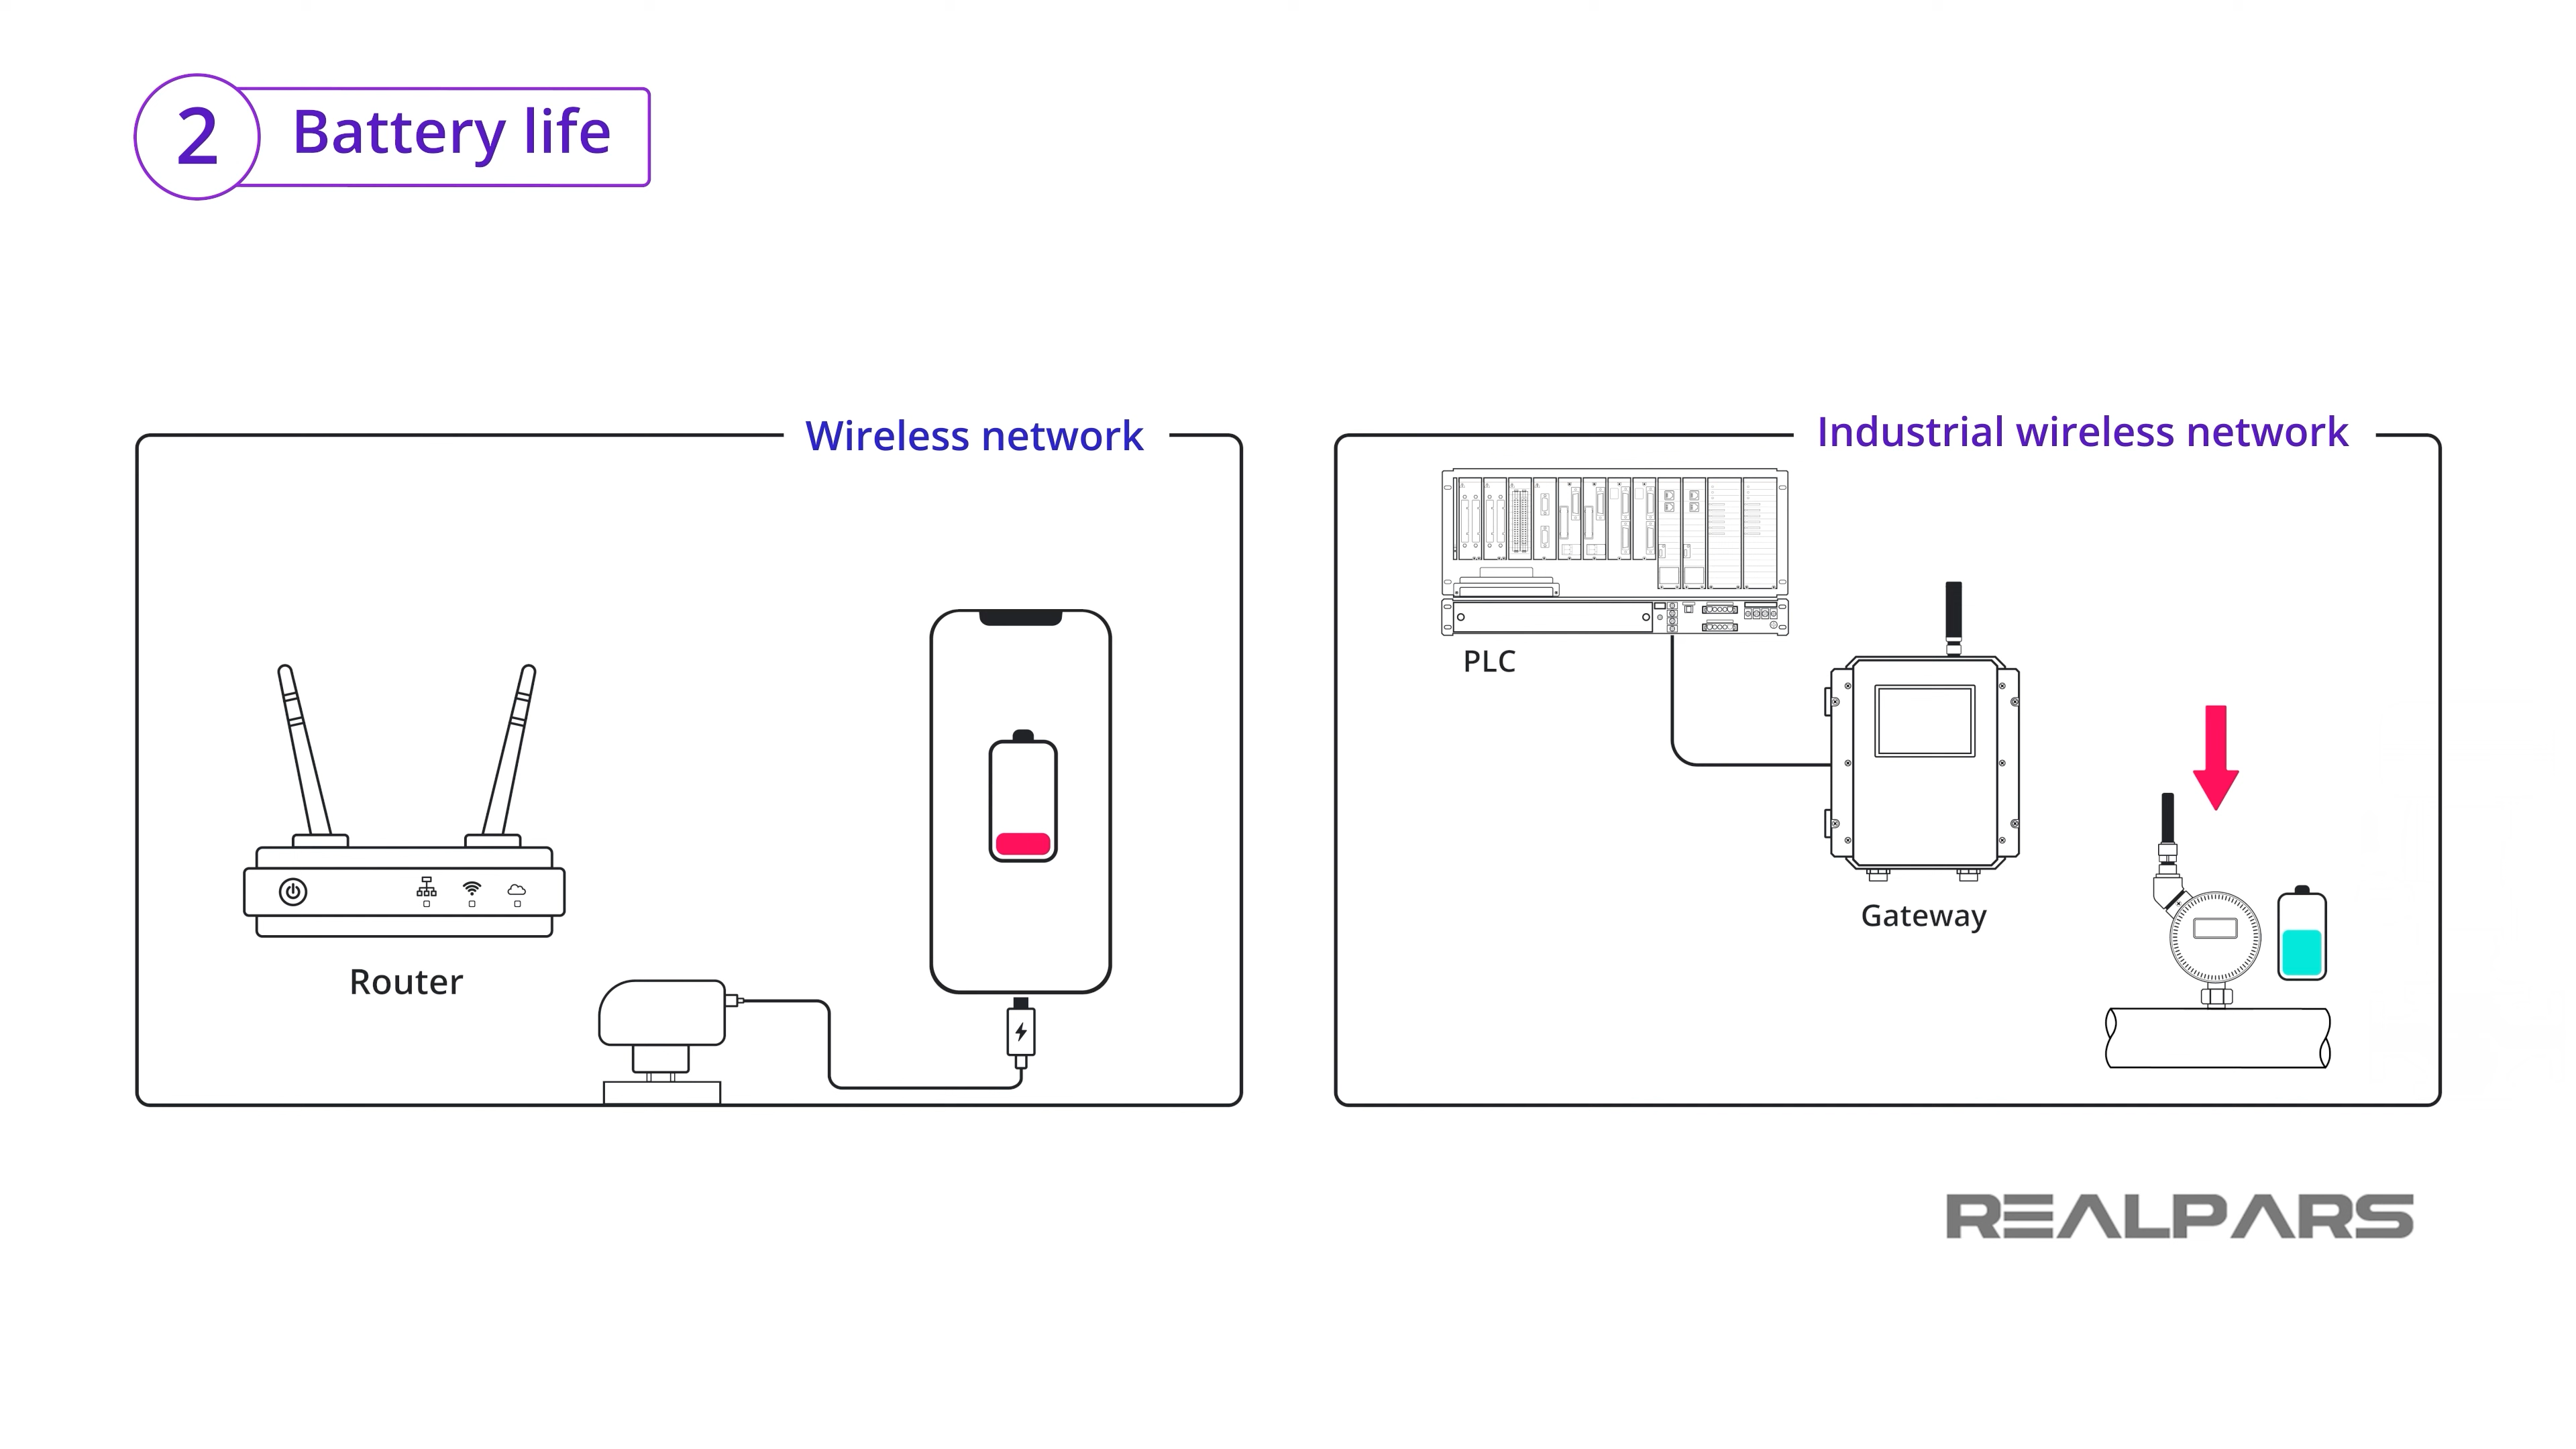 2
Battery life
Wireless network
Industrial wireless network
PLC
Gateway
Router
REALPARS